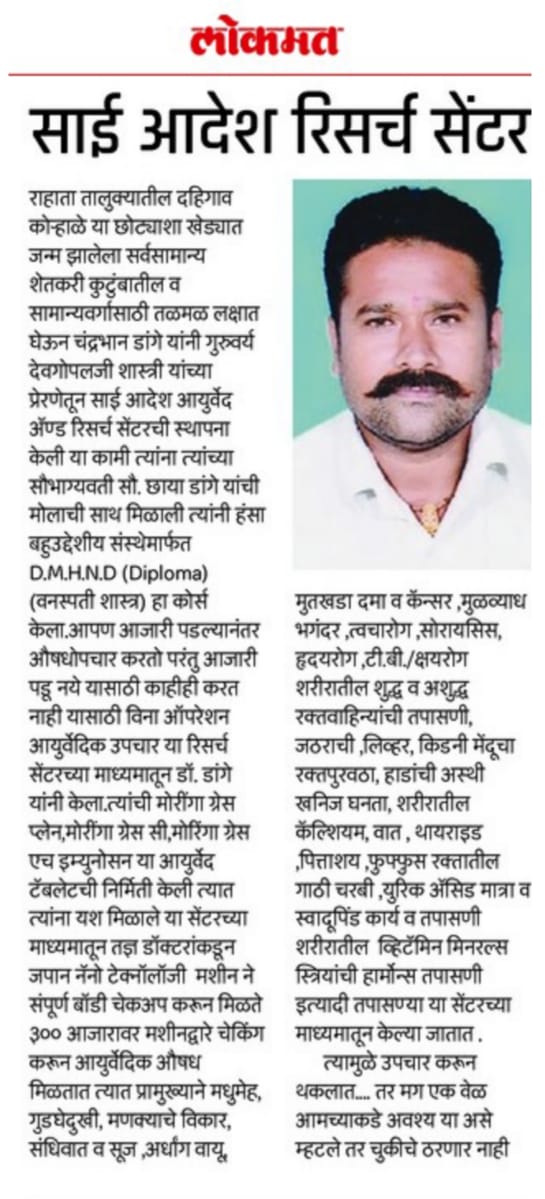 लोकमत
साई आदेश रिसर्च सेंटर
राहाता तालुक्यातील दहिगाव
कोऱ्हाळे या छोट्याशा खेड्यात
जन्म झालेला सर्वसामान्य
शेतकरी कुटुंबातील व
सामान्यवर्गासाठी तळमळ लक्षात
घेऊन चंद्रभान डांगे यांनी गुरुवर्य
देवगोपालजी शास्त्री यांच्या
प्रेरणेतून साई आदेश आयुर्वेद
ॲण्ड रिसर्च सेंटरची स्थापना
केली या कामी त्यांना त्यांच्या
सौभाग्यवती सौ. छाया डांगे यांची
मोलाची साथ मिळाली त्यांनी हंसा
बहुउद्देशीय संस्थेमार्फत
D.M.H.N.D (Diploma)
(वनस्पती शास्त्र) हा कोर्स
केला.आपण आजारी पडल्यानंतर
औषधोपचार करतो परंतु आजारी
पडू नये यासाठी काहीही करत
नाही यासाठी विना ऑपरेशन
आयुर्वेदिक उपचार या रिसर्च
सेंटरच्या माध्यमातून डॉ. डांगे
यांनी केला.त्यांची मोरींगा ग्रेस
प्लेन,मोरींगा ग्रेस सी,मोरिंगा ग्रेस
एच इम्युनोसन या आयुर्वेद
टॅबलेटची निर्मिती केली त्यात
त्यांना यश मिळाले या सेंटरच्या
माध्यमातून तज्ञ डॉक्टरांकडून
जपान नॅनो टेक्नॉलॉजी मशीन ने
संपूर्ण बॉडी चेकअप करून मिळते
३०० आजारावर मशीनद्वारे चेकिंग
करून आयुर्वेदिक औषध
मिळतात त्यात प्रामुख्याने मधुमेह,
गुडघेदुखी, मणक्याचे विकार,
संधिवात व सूज ,अर्धांग वायू,
मुतखडा दमा व कॅन्सर ,मुळव्याध
भगंदर ,त्वचारोग ,सोरायसिस,
हृदयरोग ,टी.बी./क्षयरोग
शरीरातील शुद्ध व अशुद्ध
रक्तवाहिन्यांची तपासणी,
जठराची ,लिव्हर, किडनी मेंदूचा
रक्तपुरवठा, हाडांची अस्थी
खनिज घनता, शरीरातील
कॅल्शियम, वात , थायराइड
,पित्ताशय ,फुफ्फुस रक्तातील
गाठी चरबी ,युरिक ॲसिड मात्रा व
स्वादूपिंड कार्य व तपासणी
शरीरातील व्हिटॅमिन मिनरल्स
स्त्रियांची हार्मोन्स तपासणी
इत्यादी तपासण्या या सेंटरच्या
माध्यमातून केल्या जातात .
त्यामुळे उपचार करून
थकलात.... तर मग एक वेळ
आमच्याकडे अवश्य या असे
म्हटले तर चुकीचे ठरणार नाही